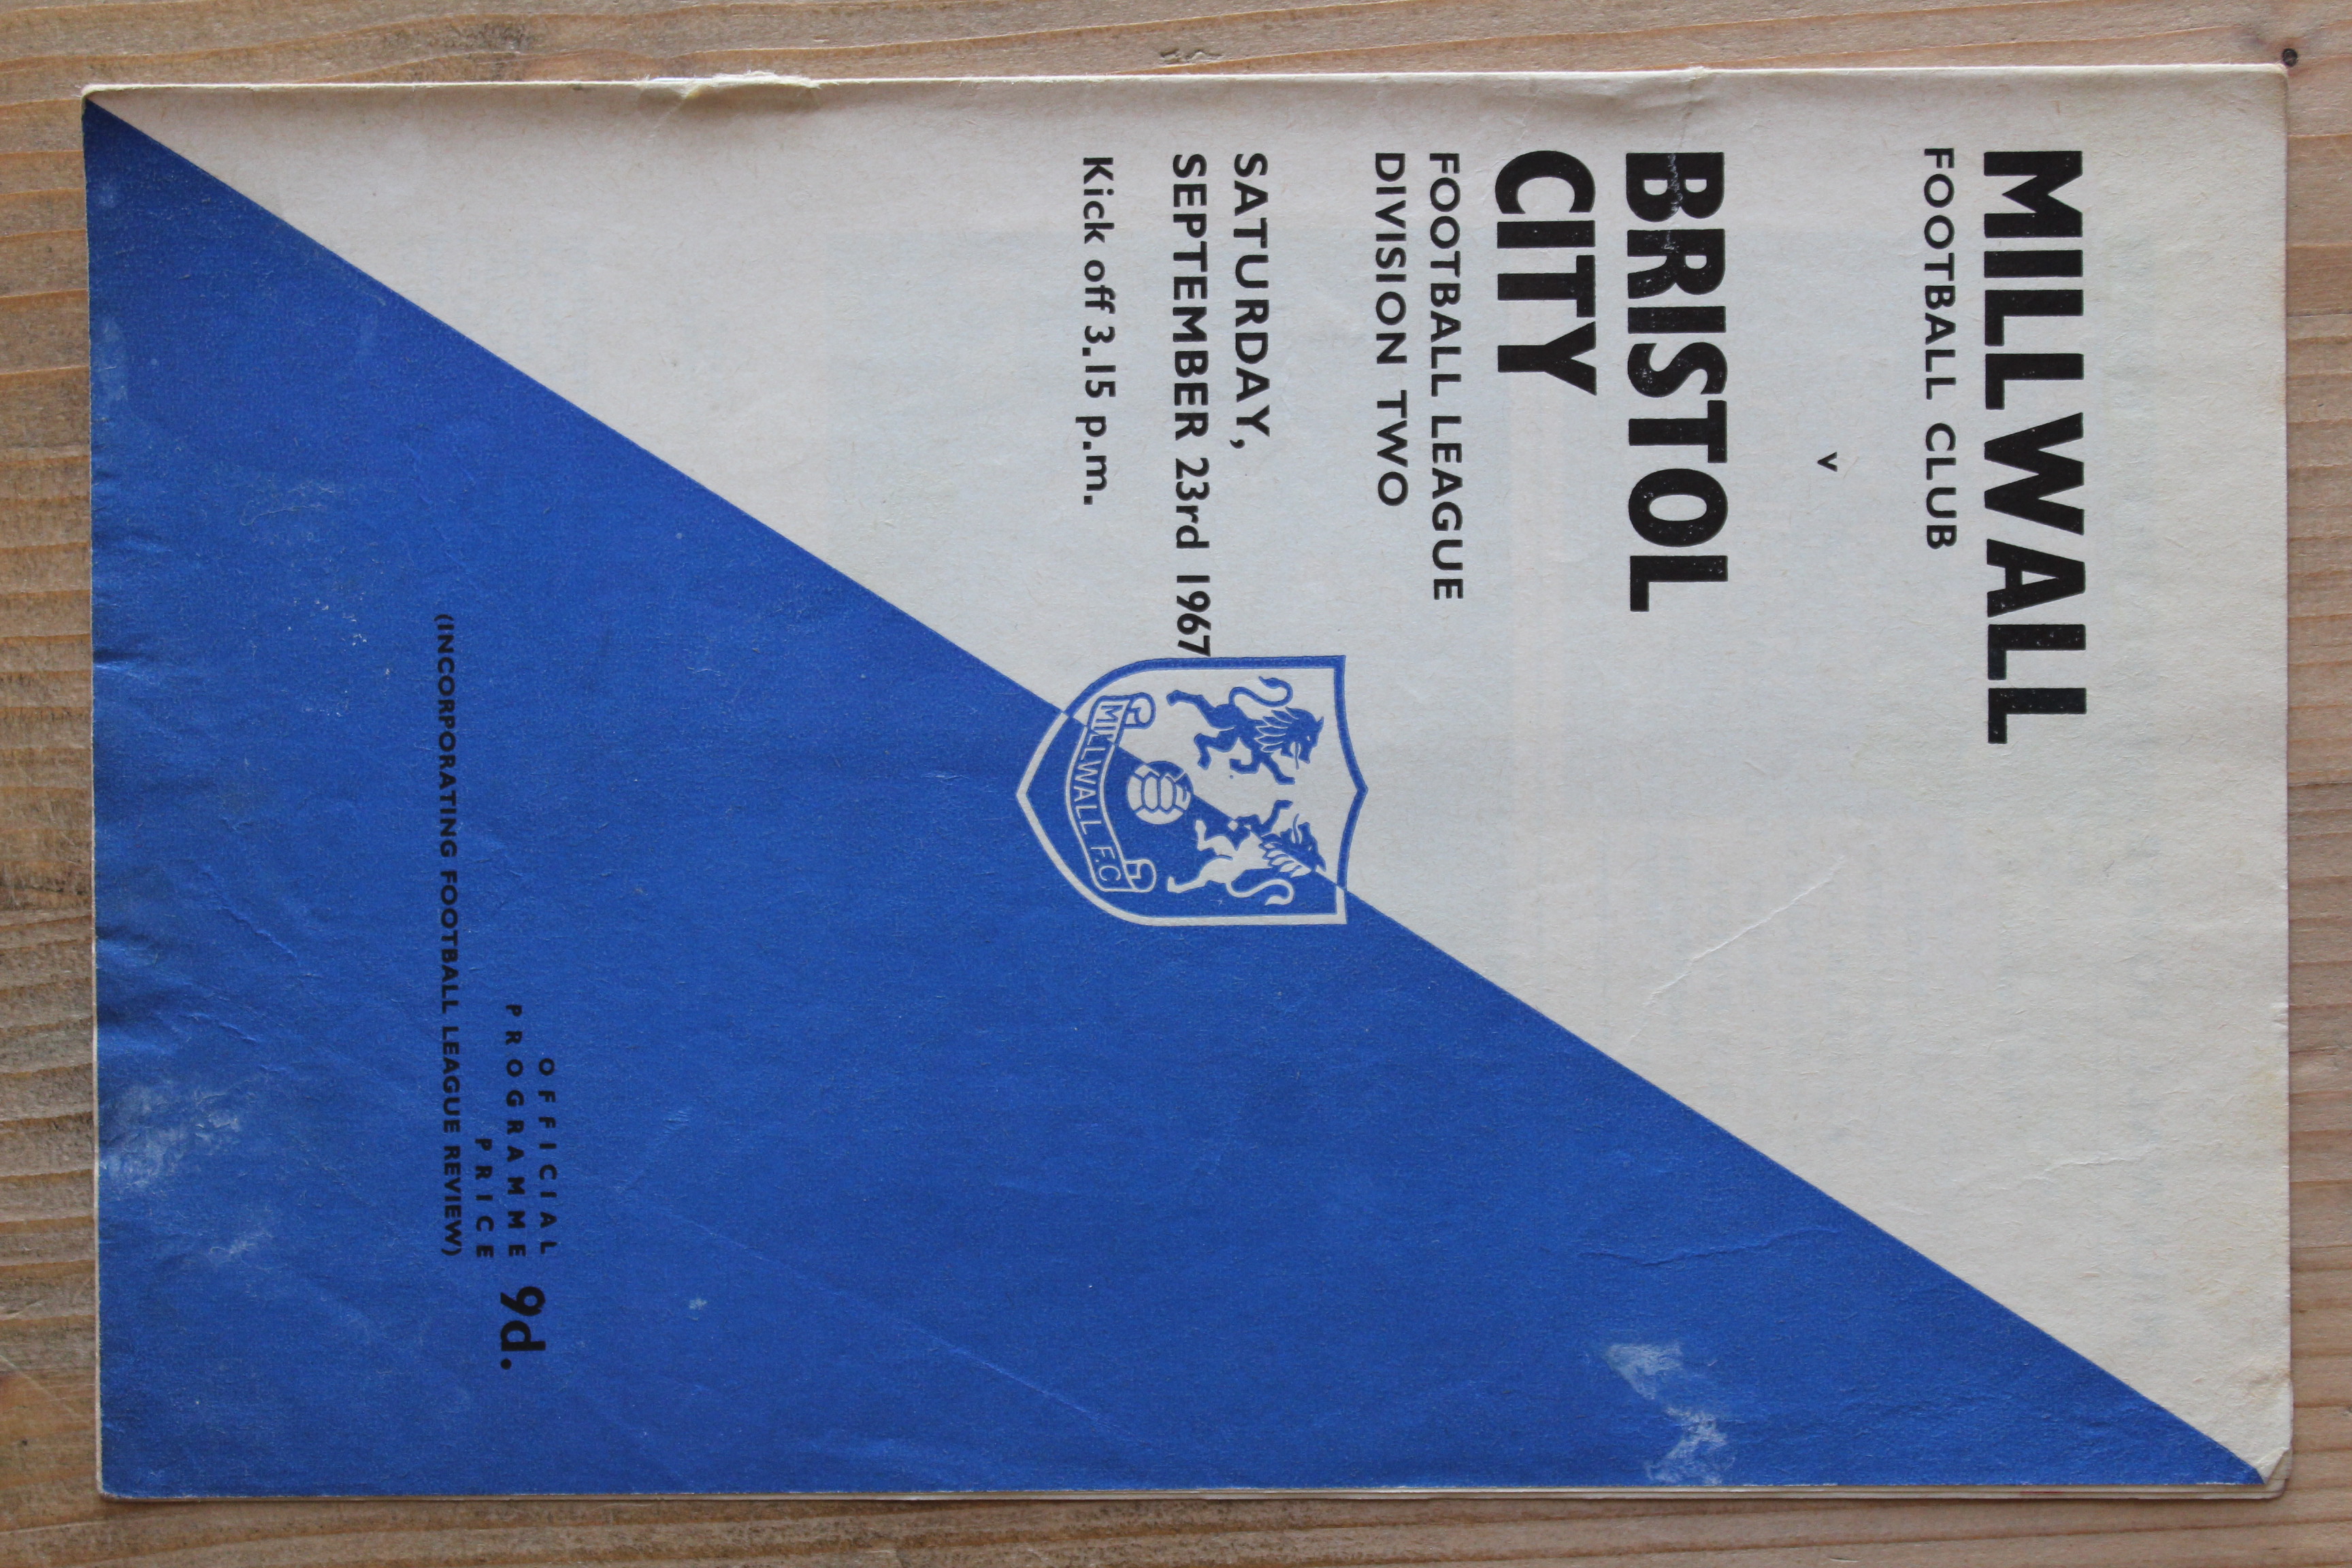 MILLWALL
FOOTBALL CLUB
v
BRISTOL
CITY
FOOTBALL LEAGUE
DIVISION TWO
SATURDAY,
SEPTEMBER 23rd 1967
Kick off 3.15 p.m.
MILLWALL F.C
OFFICIAL
PROGRAMME 9d.
PRICE
(INCORPORATING FOOTBALL LEAGUE REVIEW)